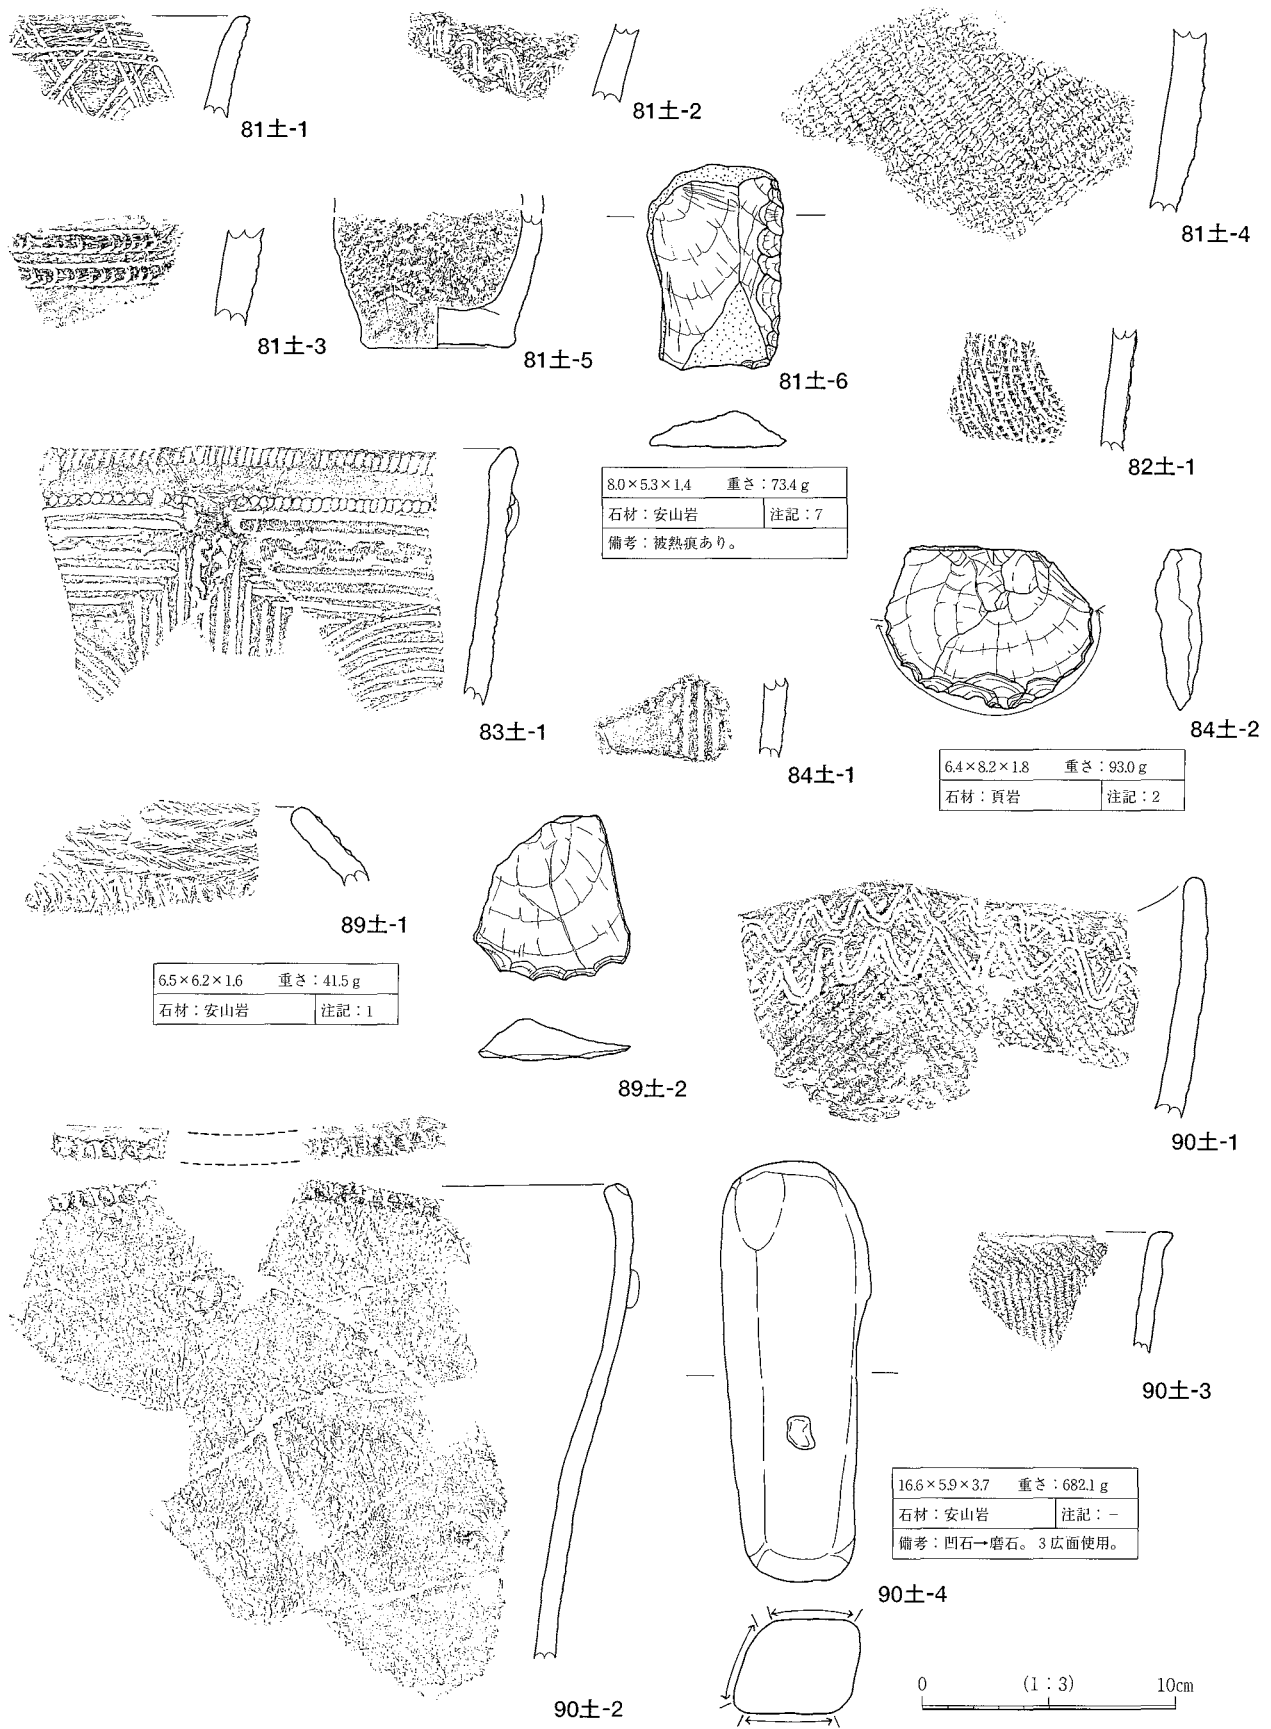 81土-1
81土-2
81土-4
81土-3
81土-5
81土-6
8.0×5.3×1.4 重さ：73.4 g
石材：安山岩 注記：7
備考：被熱痕あり。
82土-1
83土-1
84土-1
84土-2
6.4×8.2×1.8 重さ：93.0 g
石材：頁岩 注記：2
89土-1
6.5×6.2×1.6 重さ：41.5 g
石材：安山岩 注記：1
89土-2
90土-1
90土-2
90土-3
16.6×5.9×3.7 重さ：682.1 g
石材：安山岩 注記：−
備考：凹石→磨石。3広面使用。
90土-4
0 (1：3) 10cm